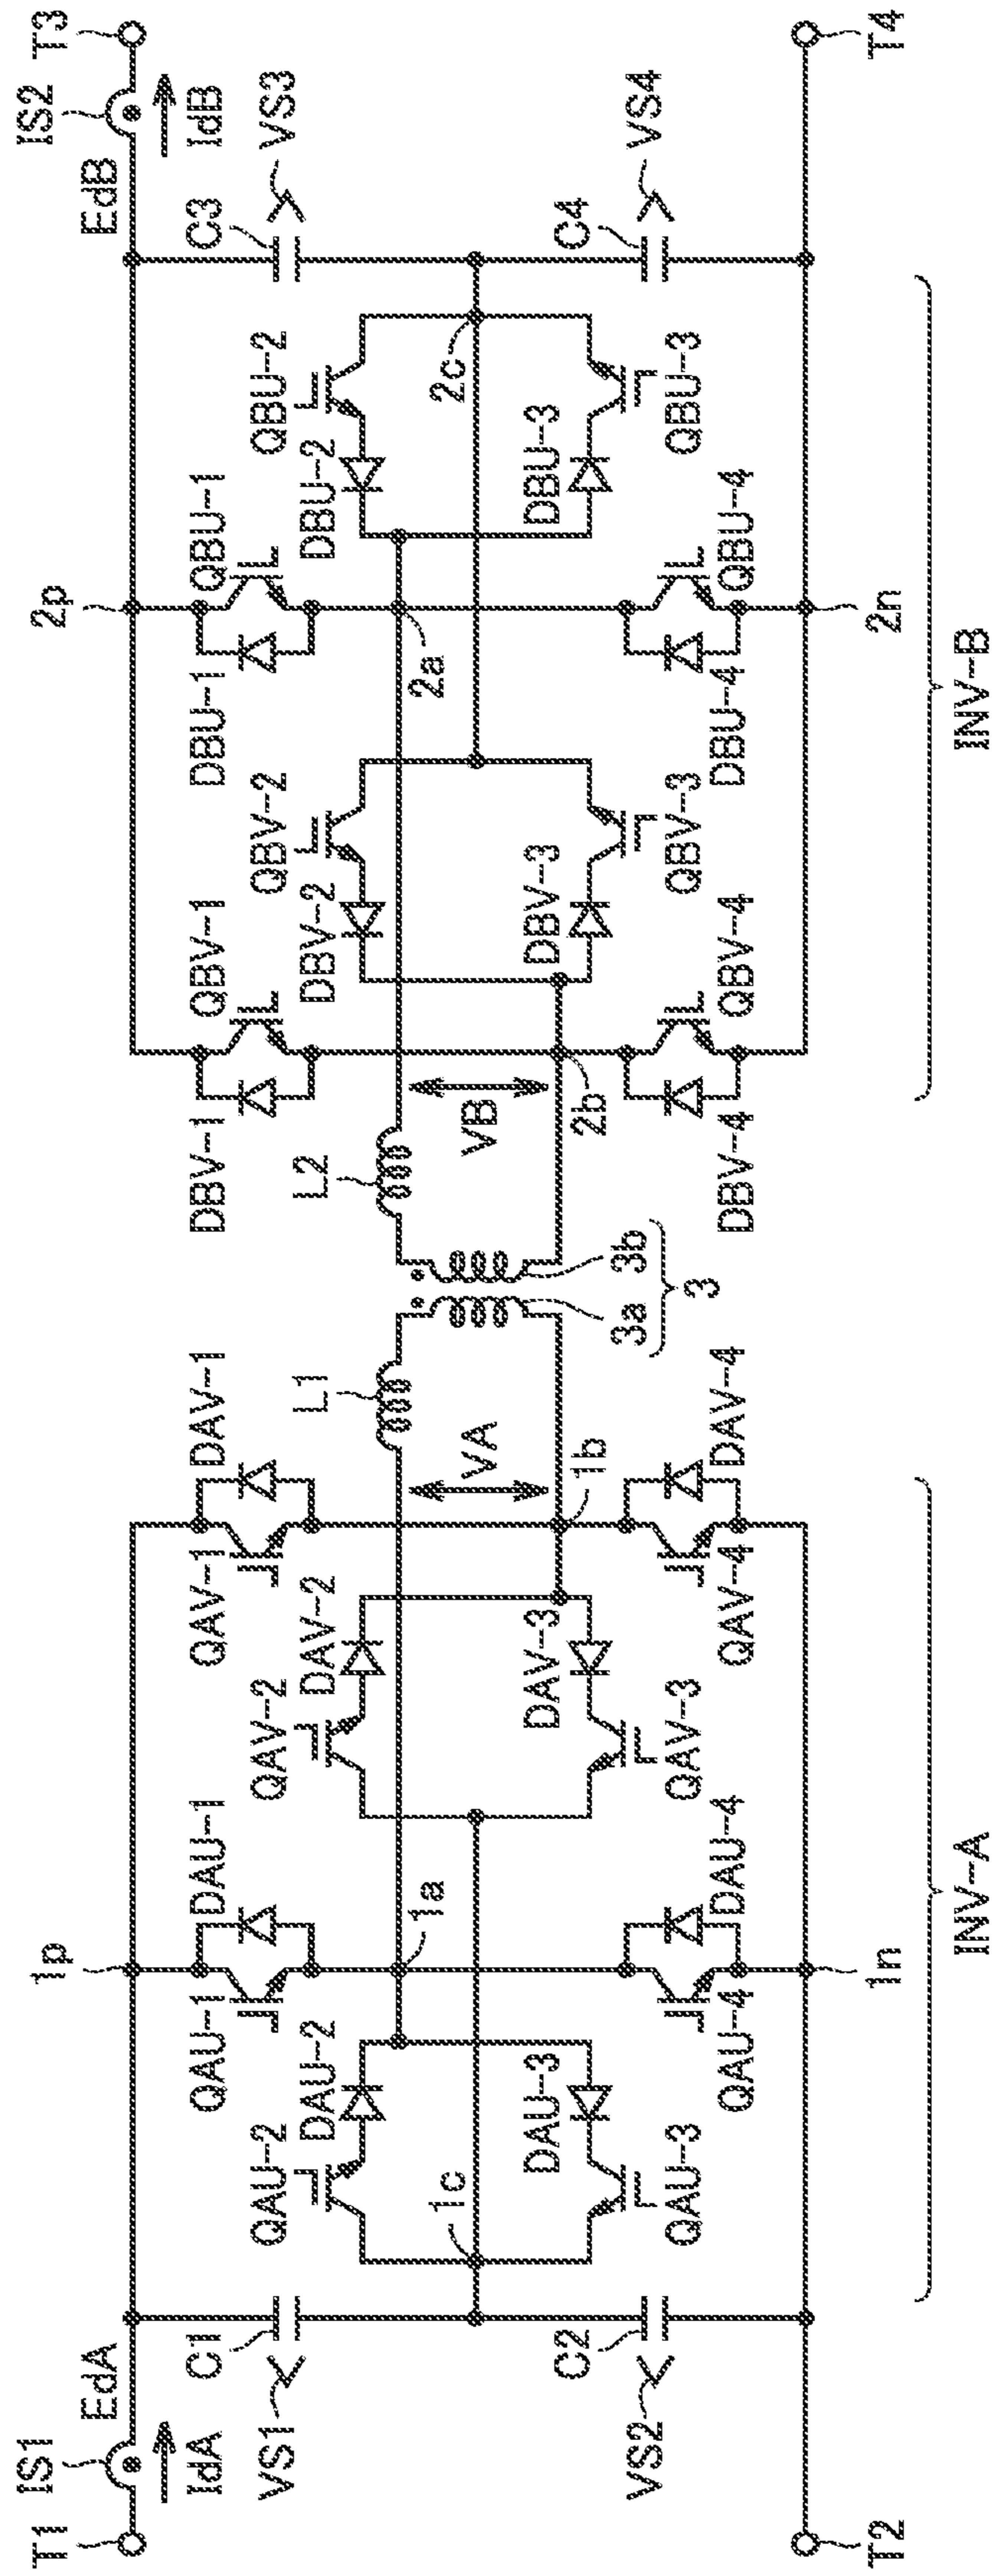 T1
IS1
EdA
IdA
C1
VS1
C2
VS2
T2
1p
QAU-1
DAU-1
QAU-2
DAU-2
1c
1a
DAU-3
QAU-3
QAU-4
DAU-4
1n
QAV-1
DAV-1
QAV-2
DAV-2
DAV-3
QAV-3
QAV-4
DAV-4
1b
VA
INV-A
L1
L2
3a
3b
3
VB
2b
DBV-1
QBV-1
DBV-2
QBV-2
DBV-3
QBV-3
DBV-4
QBV-4
2p
DBU-1
QBU-1
DBU-2
QBU-2
2a
2c
DBU-3
QBU-3
DBU-4
QBU-4
2n
INV-B
EdB
IS2
IdB
T3
C3
VS3
C4
VS4
T4